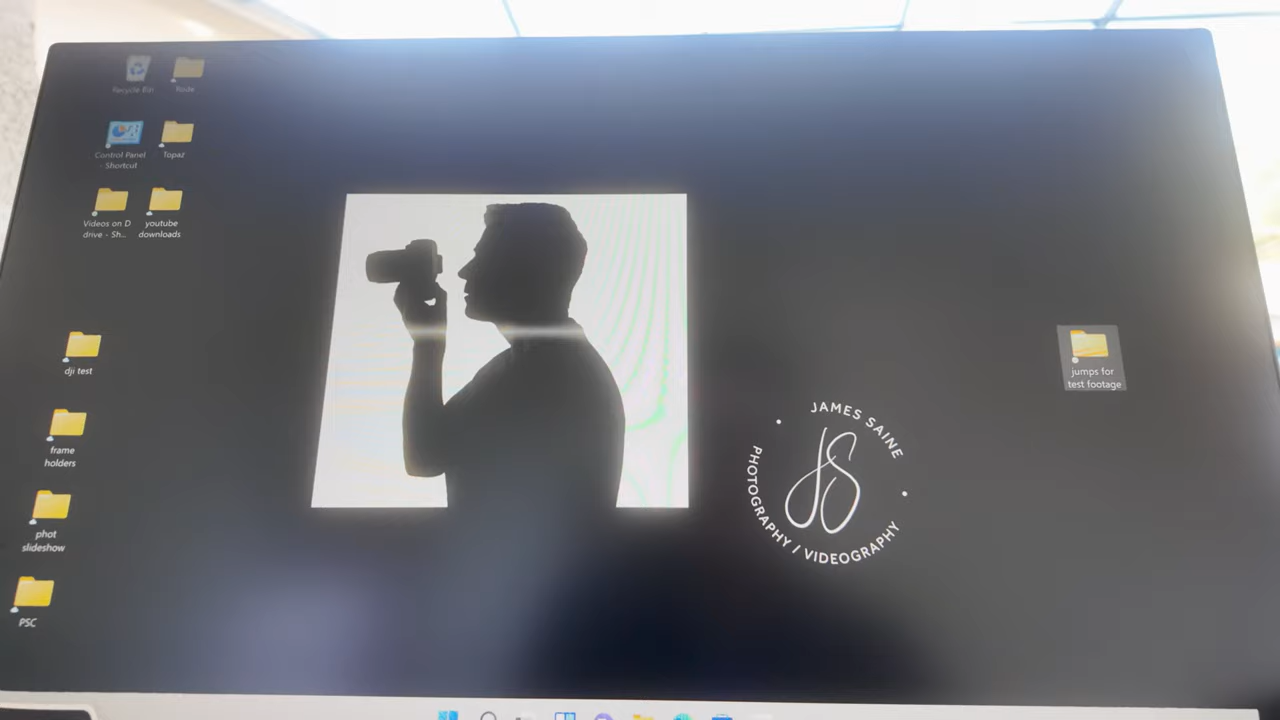 Recycle Bin
Rode
Control Panel
- Shortcut
Topaz
Videos on D
drive - Sh...
youtube
downloads
dji test
frame
holders
phot
slideshow
PSC
jumps for
test footage
JAMES SAINE
JS
PHOTOGRAPHY / VIDEOGRAPHY